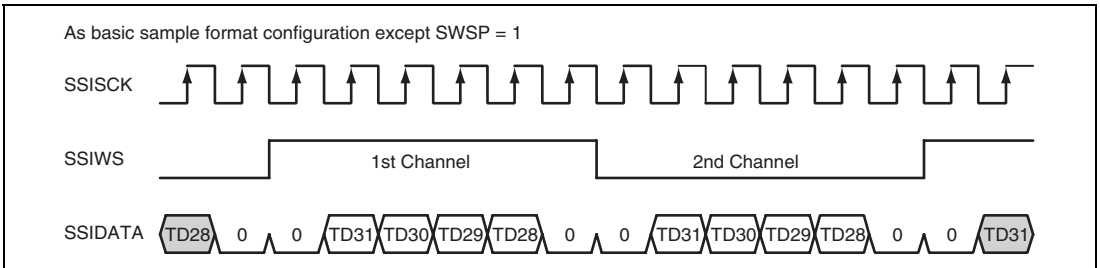 As basic sample format configuration except SWSP = 1
SSISCK
SSIWS 1st Channel 2nd Channel
SSIDATA TD28 0 0 TD31 TD30 TD29 TD28 0 0 TD31 TD30 TD29 TD28 0 0 TD31